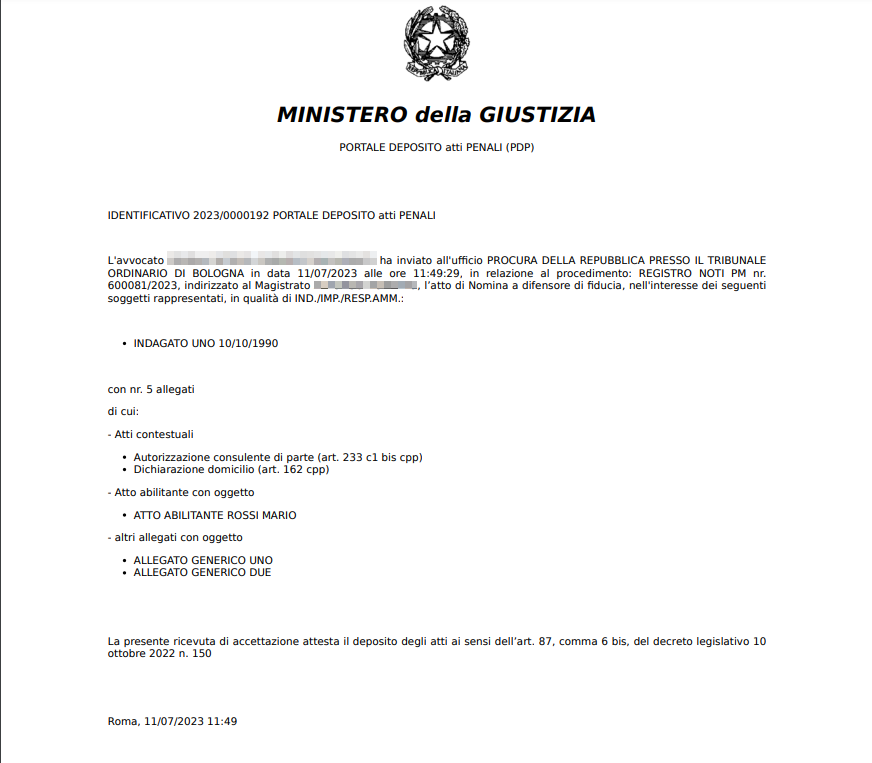 REPVBBLICA ITALIANA
MINISTERO della GIUSTIZIA
PORTALE DEPOSITO atti PENALI (PDP)
IDENTIFICATIVO 2023/0000192 PORTALE DEPOSITO atti PENALI
L'avvocato ha inviato all'ufficio PROCURA DELLA REPUBBLICA PRESSO IL TRIBUNALE
ORDINARIO DI BOLOGNA in data 11/07/2023 alle ore 11:49:29, in relazione al procedimento: REGISTRO NOTI PM nr.
600081/2023, indirizzato al Magistrato , l’atto di Nomina a difensore di fiducia, nell'interesse dei seguenti
soggetti rappresentati, in qualità di IND./IMP./RESP.AMM.:
• INDAGATO UNO 10/10/1990
con nr. 5 allegati
di cui:
- Atti contestuali
• Autorizzazione consulente di parte (art. 233 c1 bis cpp)
• Dichiarazione domicilio (art. 162 cpp)
- Atto abilitante con oggetto
• ATTO ABILITANTE ROSSI MARIO
- altri allegati con oggetto
• ALLEGATO GENERICO UNO
• ALLEGATO GENERICO DUE
La presente ricevuta di accettazione attesta il deposito degli atti ai sensi dell’art. 87, comma 6 bis, del decreto legislativo 10
ottobre 2022 n. 150
Roma, 11/07/2023 11:49